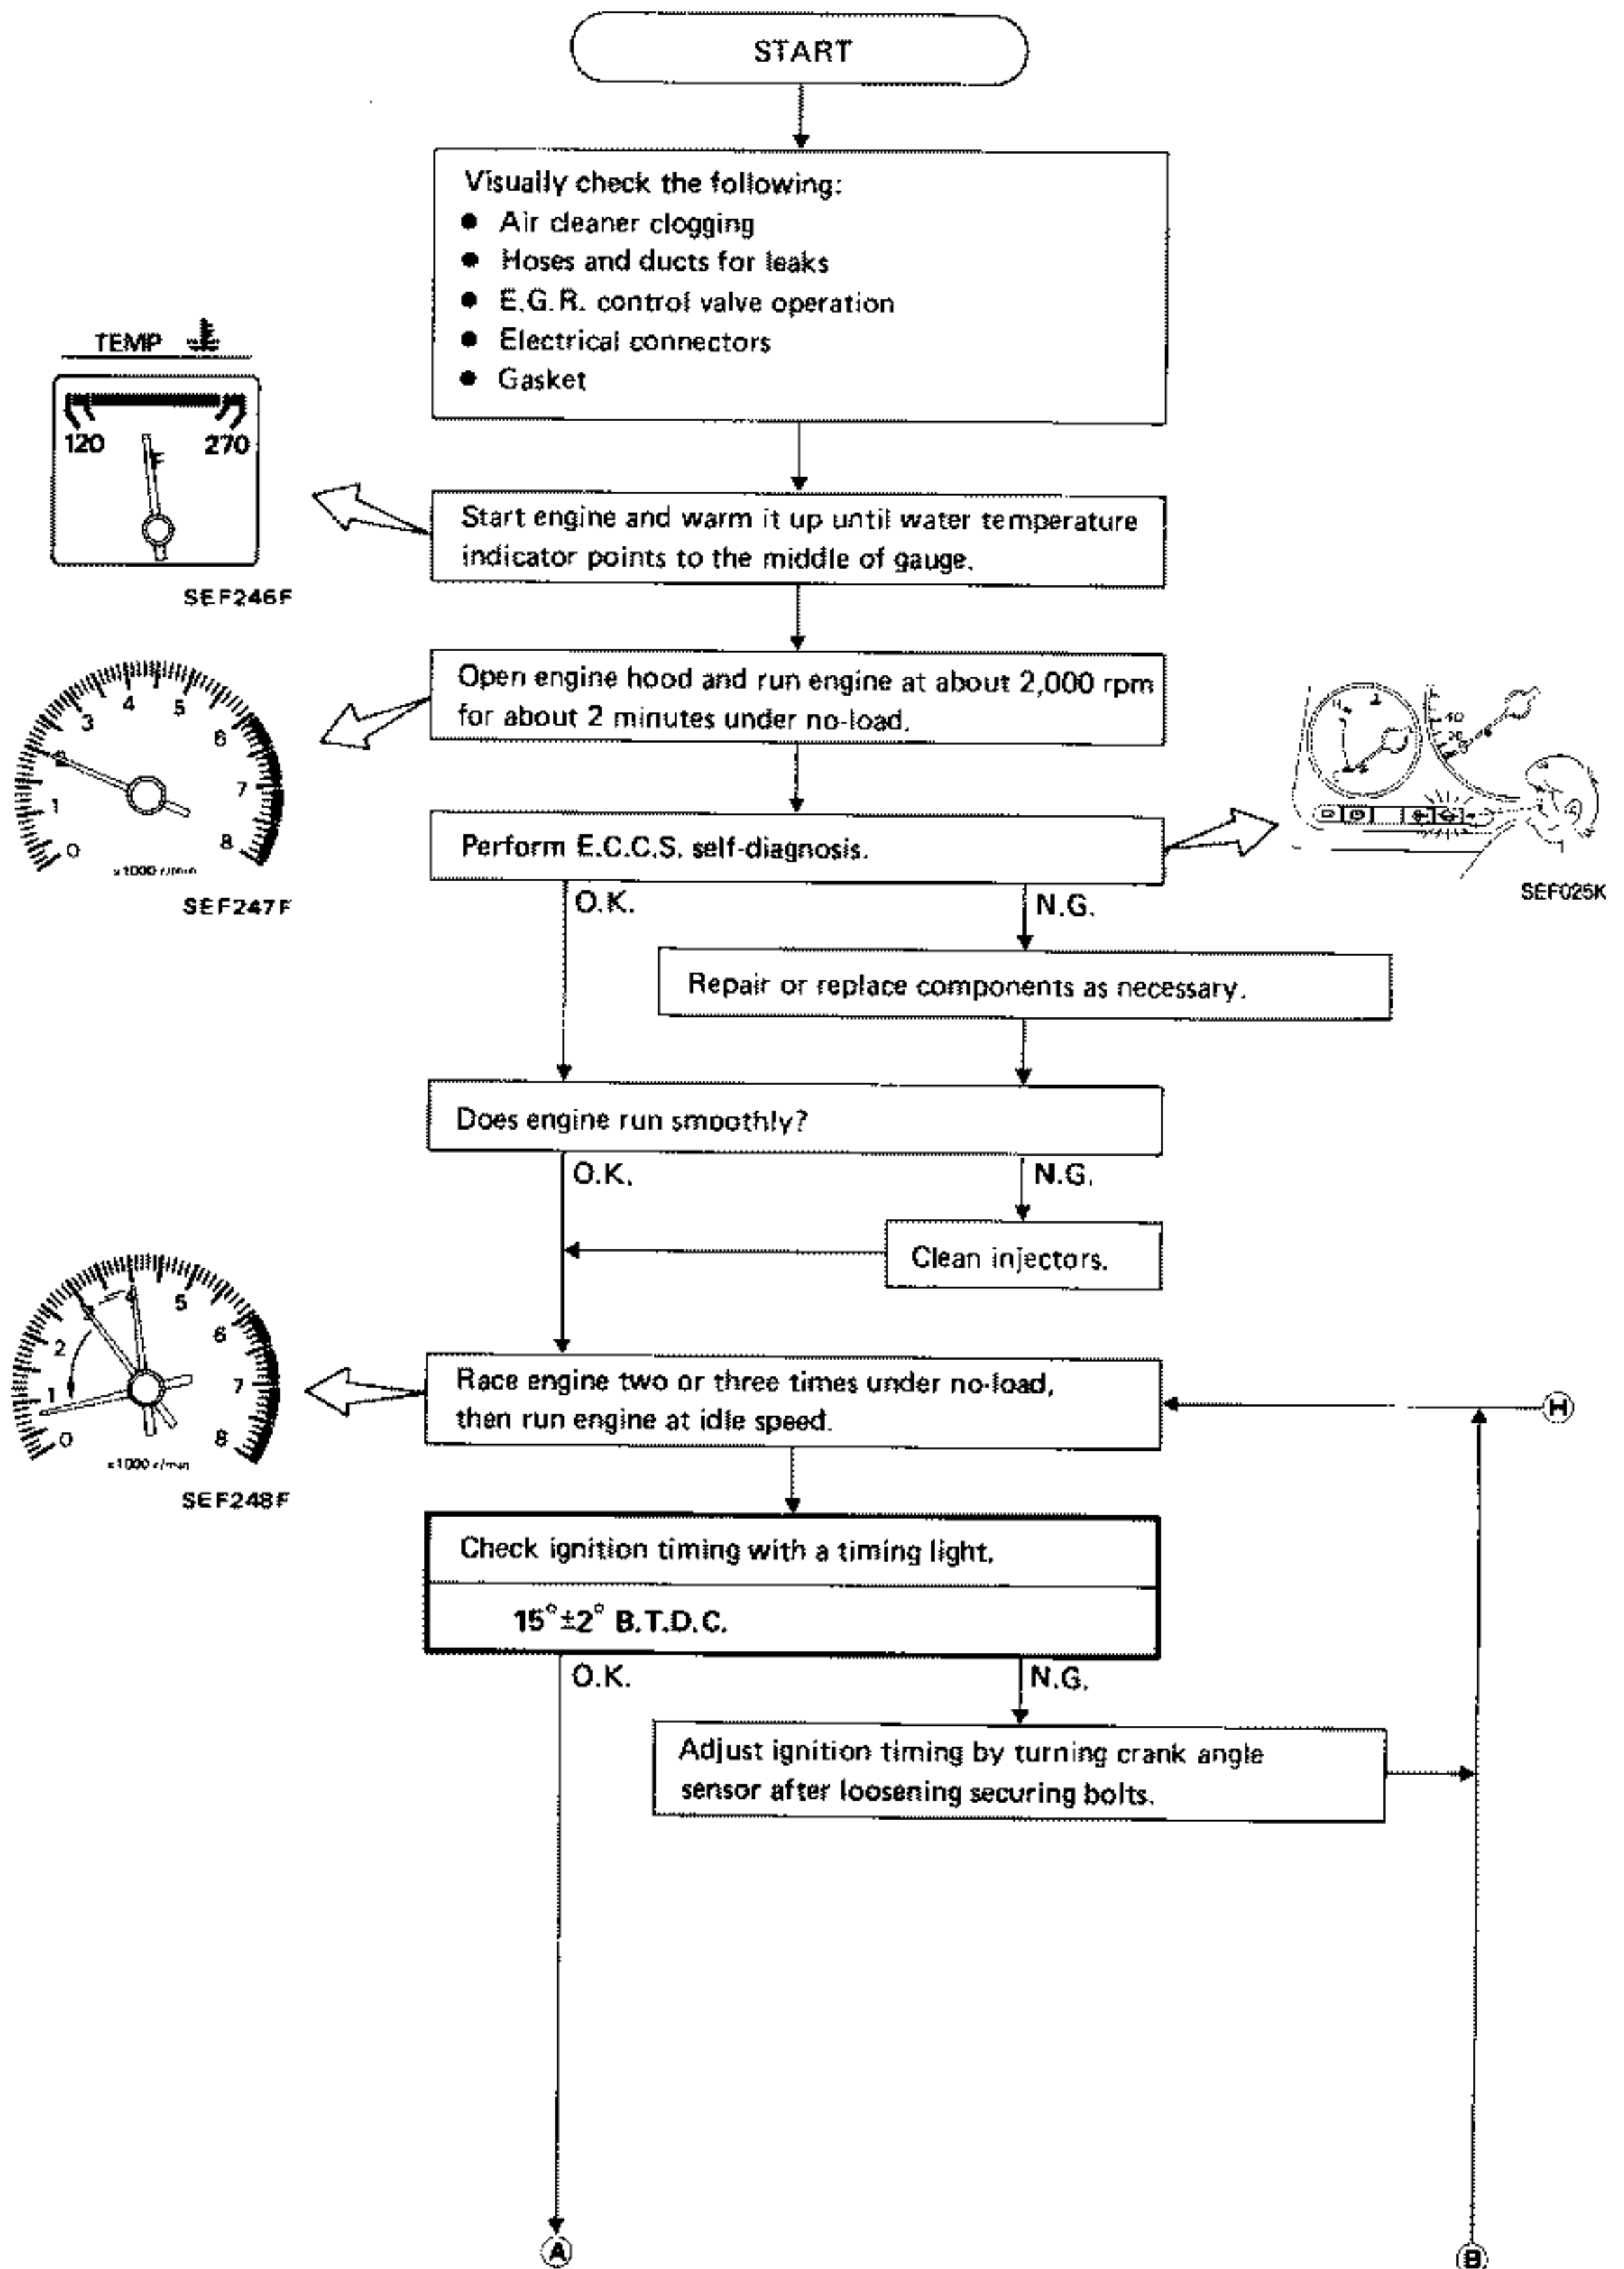 START
Visually check the following:
● Air cleaner clogging
● Hoses and ducts for leaks
● E.G.R. control valve operation
● Electrical connectors
● Gasket
TEMP
120 270
F
SEF246F
Start engine and warm it up until water temperature
indicator points to the middle of gauge.
Open engine hood and run engine at about 2,000 rpm
for about 2 minutes under no-load.
0 1 2 3 4 5 6 7 8
x1000 r/min
SEF247F
Perform E.C.C.S. self-diagnosis.
SEF025K
O.K.
N.G.
Repair or replace components as necessary.
Does engine run smoothly?
O.K.
N.G.
Clean injectors.
Race engine two or three times under no-load,
then run engine at idle speed.
H
0 1 2 3 4 5 6 7 8
x1000 r/min
SEF248F
Check ignition timing with a timing light.
15°±2° B.T.D.C.
O.K.
N.G.
Adjust ignition timing by turning crank angle
sensor after loosening securing bolts.
A
B